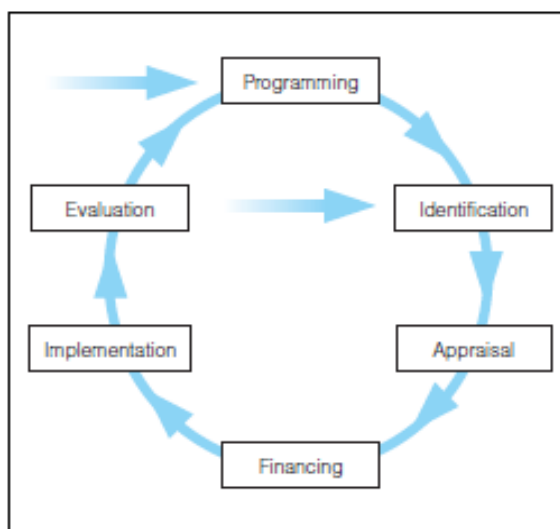 Programming
Evaluation
Identification
Implementation
Appraisal
Financing